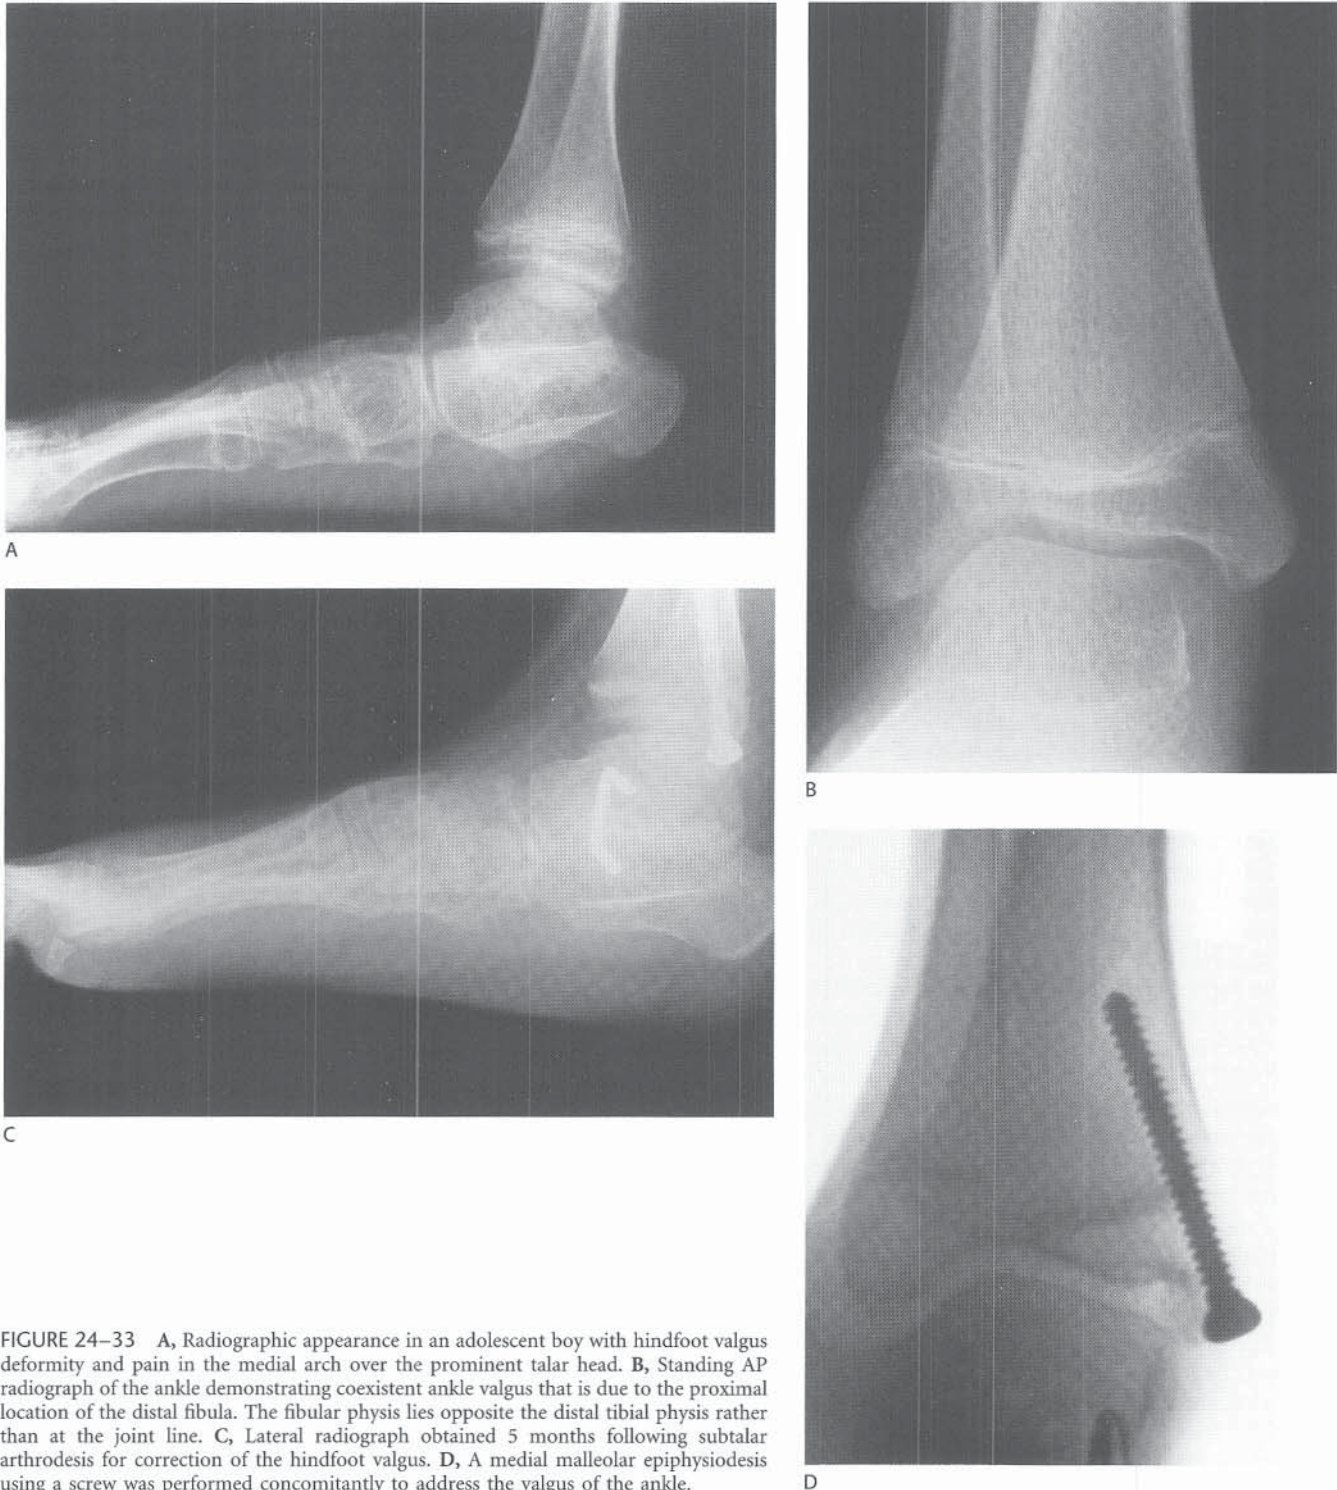 A
B
C
D
FIGURE 24–33 A, Radiographic appearance in an adolescent boy with hindfoot valgus
deformity and pain in the medial arch over the prominent talar head. B, Standing AP
radiograph of the ankle demonstrating coexistent ankle valgus that is due to the proximal
location of the distal fibula. The fibular physis lies opposite the distal tibial physis rather
than at the joint line. C, Lateral radiograph obtained 5 months following subtalar
arthrodesis for correction of the hindfoot valgus. D, A medial malleolar epiphysiodesis
using a screw was performed concomitantly to address the valgus of the ankle.